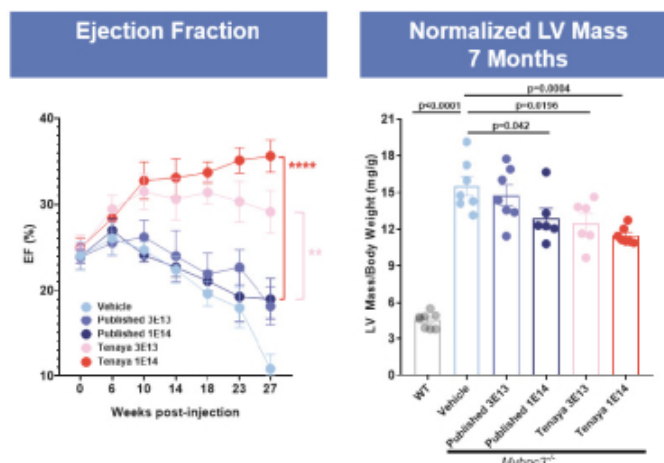 Ejection Fraction
Normalized LV Mass
7 Months
p=0.0004
p<0.0001
p=0.0196
p=0.042
40
30
20
10
EF (%)
Vehicle
Published 3E13
Published 1E14
Tenaya 3E13
Tenaya 1E14
****
**
0
6
10
14
18
23
27
Weeks post-injection
21
18
15
12
9
6
3
0
LV Mass/Body Weight (mg/g)
WT
Vehicle
Published 3E13
Published 1E14
Tenaya 3E13
Tenaya 1E14